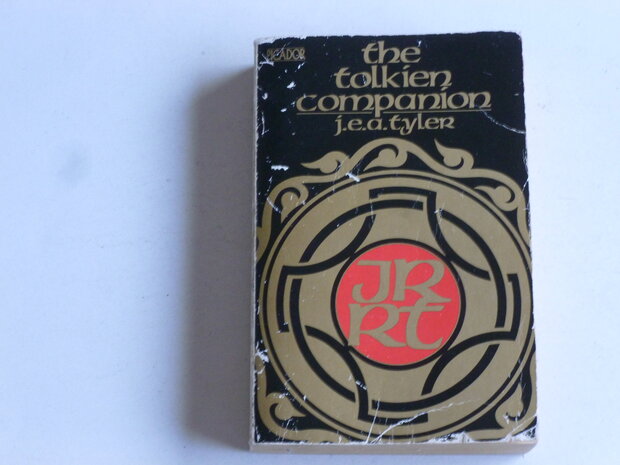 PICADOR
the
tolkien
companion
j.e.a.tyler
JR
RT